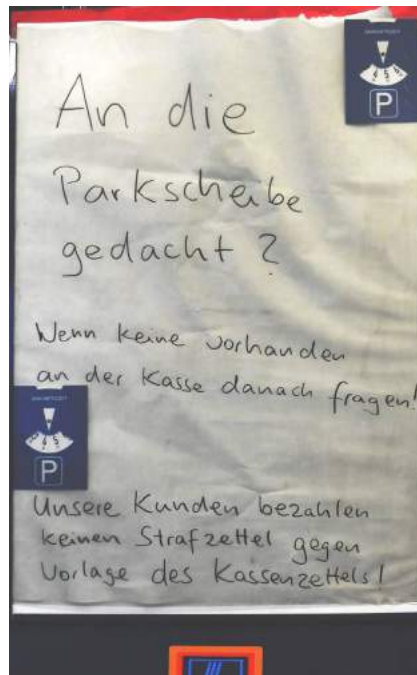 An die
P
Parkscheibe
gedacht?
Wenn keine vorhanden
an der Kasse danach fragen!
P
Unsere Kunden bezahlen
keinen Strafzettel gegen
Vorlage des Kassenzettels!